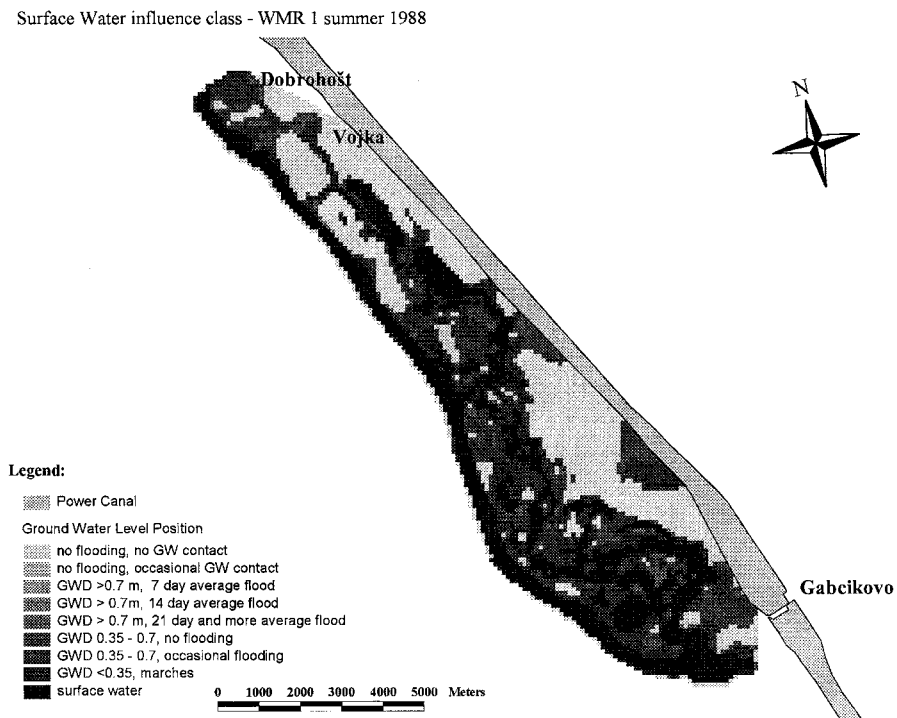 Surface Water influence class - WMR 1 summer 1988
Dobrohošt
Vojka
N
Gabcikovo
Legend:
Power Canal
Ground Water Level Position
no flooding, no GW contact
no flooding, occasional GW contact
GWD >0.7 m, 7 day average flood
GWD > 0.7m, 14 day average flood
GWD > 0.7 m, 21 day and more average flood
GWD 0.35 - 0.7, no flooding
GWD 0.35 - 0.7, occasional flooding
GWD <0.35, marches
surface water
0 1000 2000 3000 4000 5000 Meters